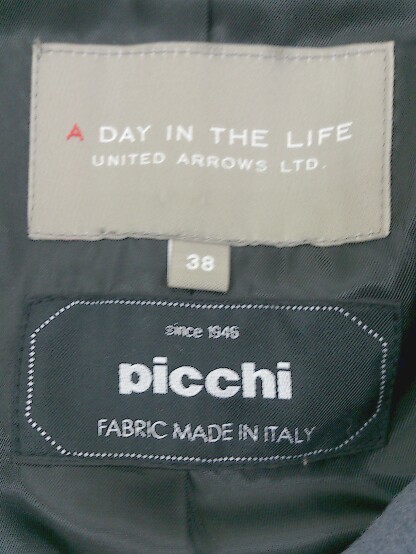 A DAY IN THE LIFE
UNITED ARROWS LTD.
38
since 1946
picchi
FABRIC MADE IN ITALY